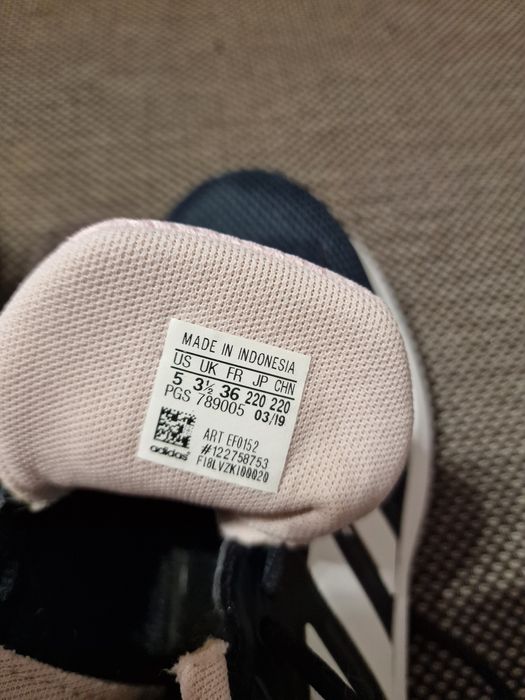 MADE IN INDONESIA
US UK FR JP CHN
5 3½ 36 220 220
PGS 789005 03/19
ART EF0152
#122758753
adidas F18LVZK100020